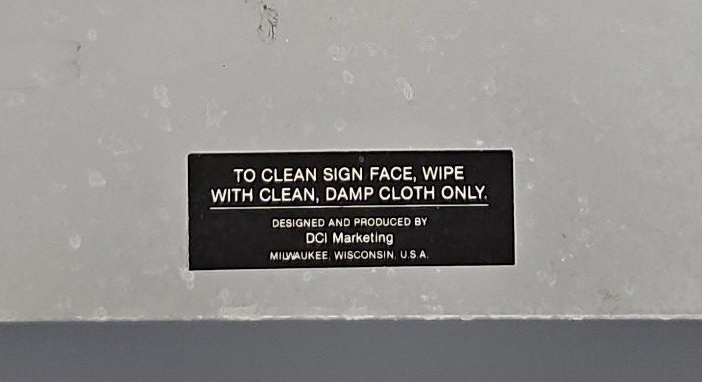 TO CLEAN SIGN FACE, WIPE
WITH CLEAN, DAMP CLOTH ONLY.
DESIGNED AND PRODUCED BY
DCI Marketing
MILWAUKEE, WISCONSIN, U.S.A.